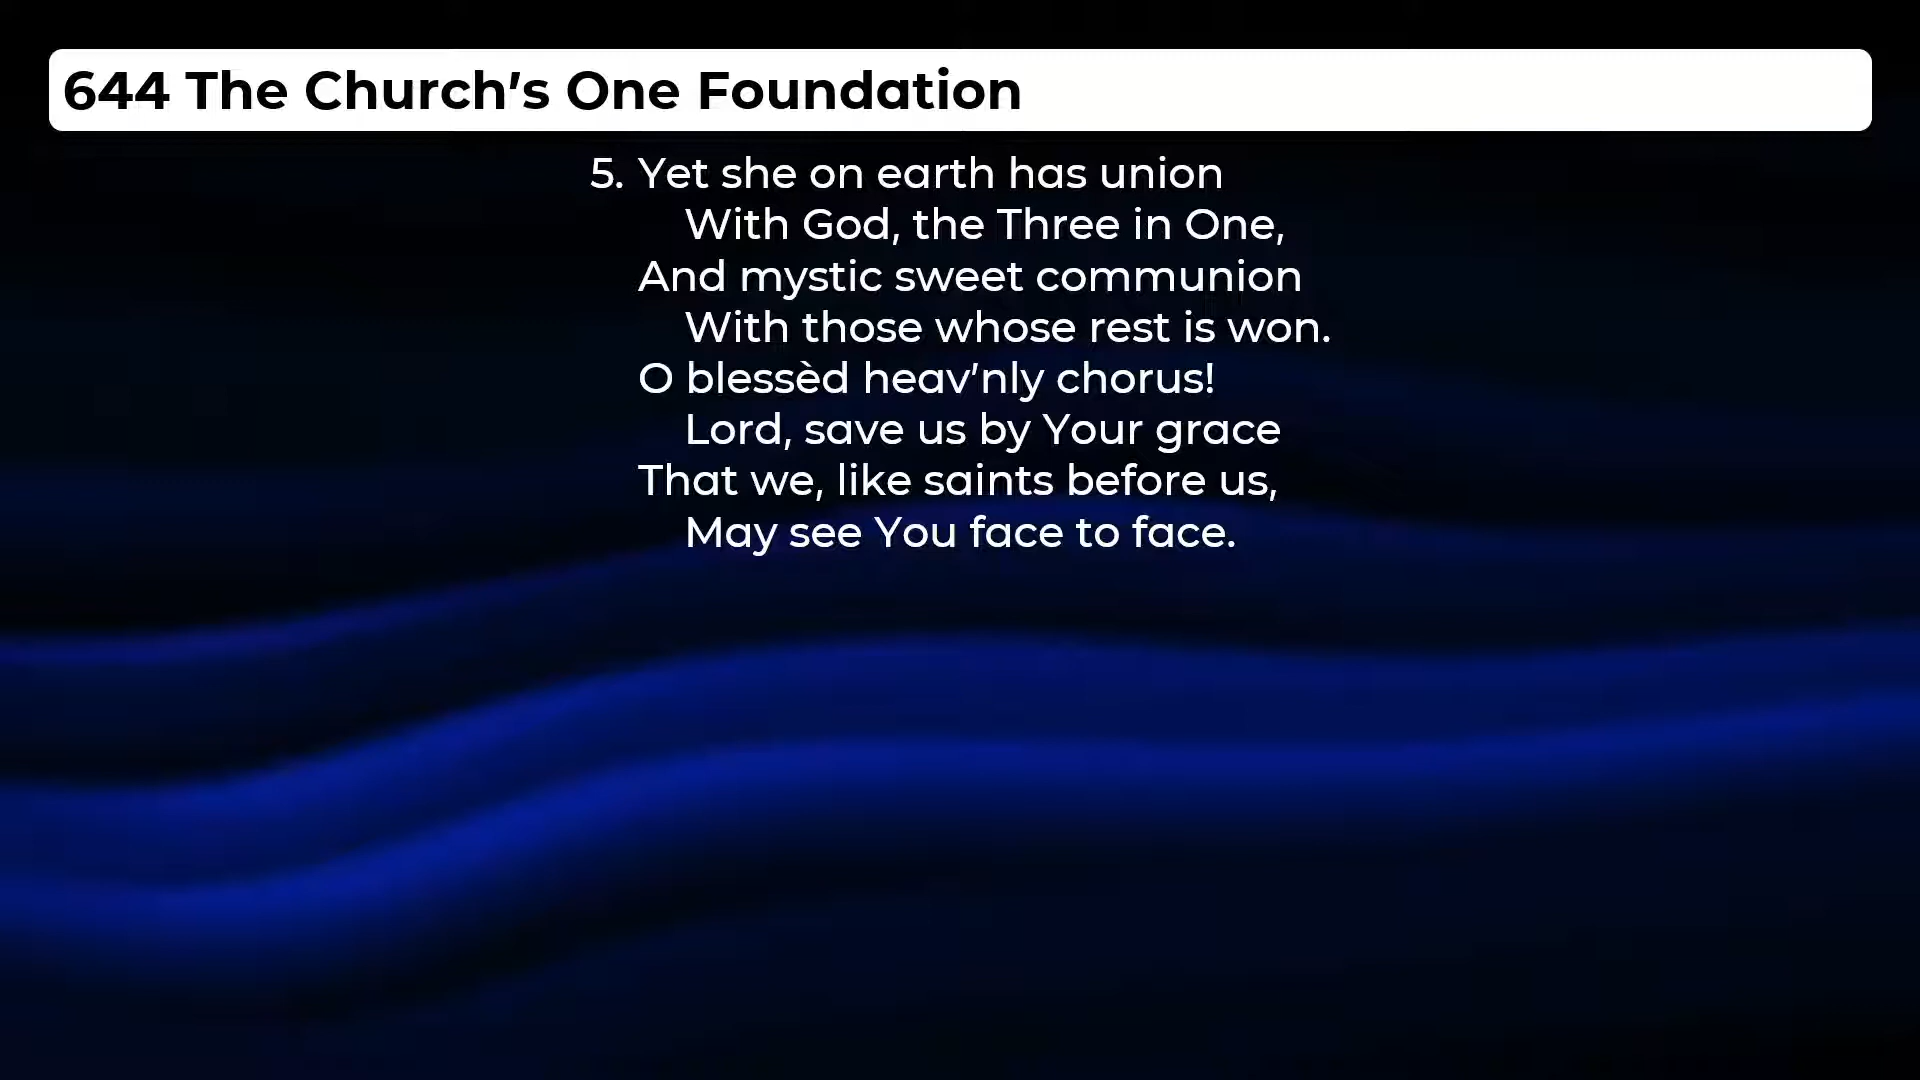 644 The Church's One Foundation
5. Yet she on earth has union
With God, the Three in One,
And mystic sweet communion
With those whose rest is won.
O blessèd heav'nly chorus!
Lord, save us by Your grace
That we, like saints before us,
May see You face to face.